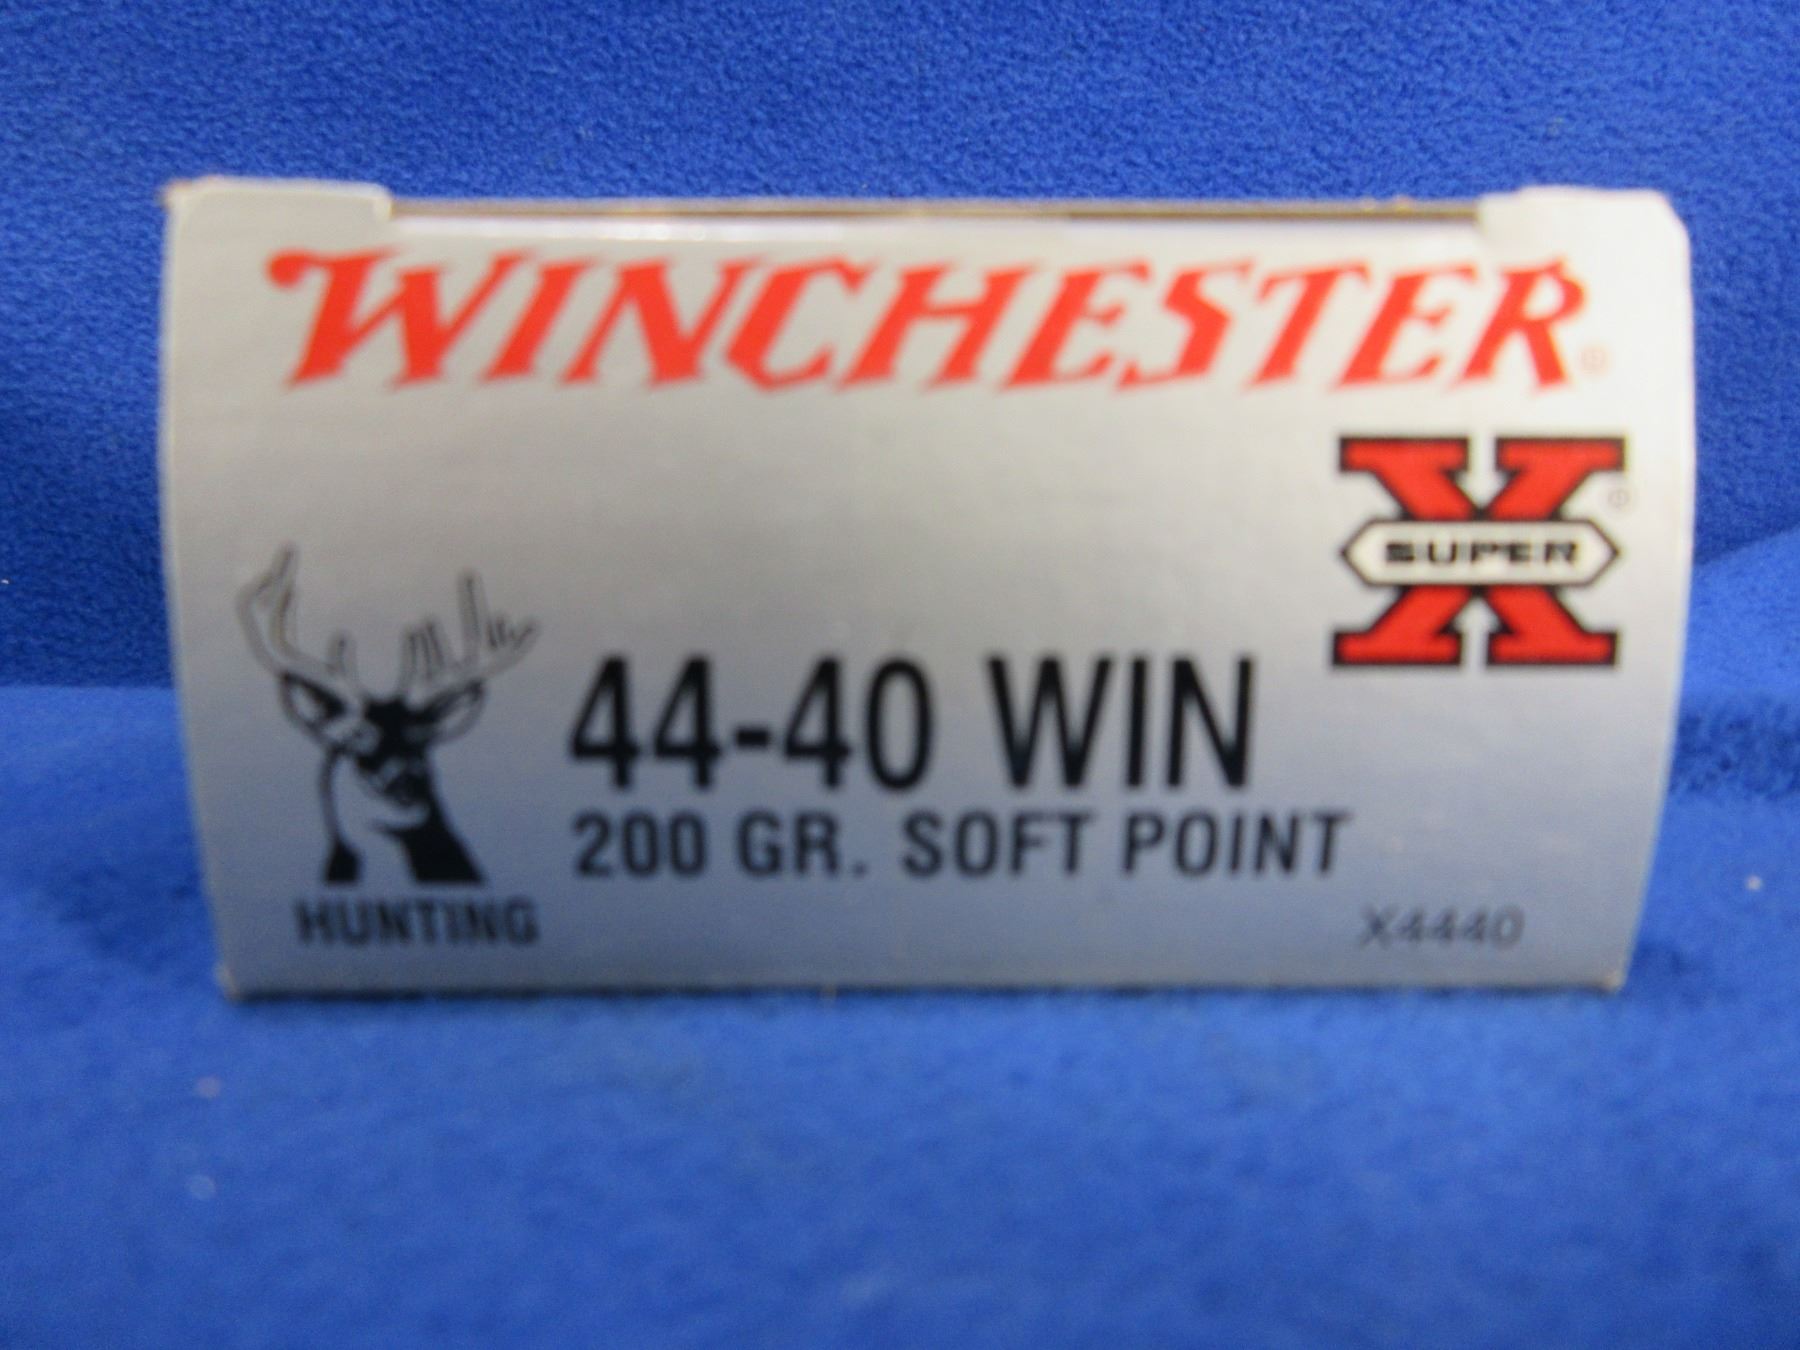 WINCHESTER®
X
SUPER
®
44-40 WIN
200 GR. SOFT POINT
HUNTING
X4440